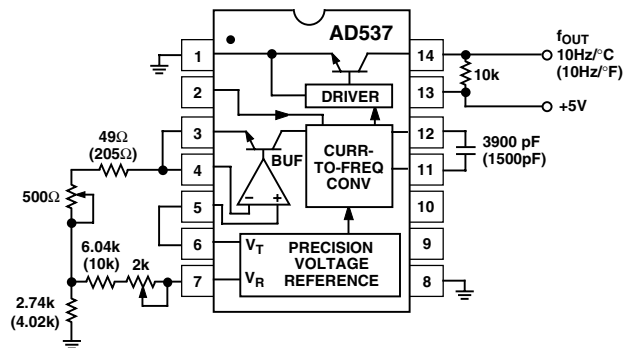 AD537
1
2
3
4
5
6
7
14
13
12
11
10
9
8
DRIVER
BUF
CURR-
TO-FREQ
CONV
−
+
VT
VR
PRECISION
VOLTAGE
REFERENCE
fOUT
10Hz/°C
(10Hz/°F)
10k
+5V
3900 pF
(1500pF)
49Ω
(205Ω)
500Ω
6.04k
(10k)
2k
2.74k
(4.02k)